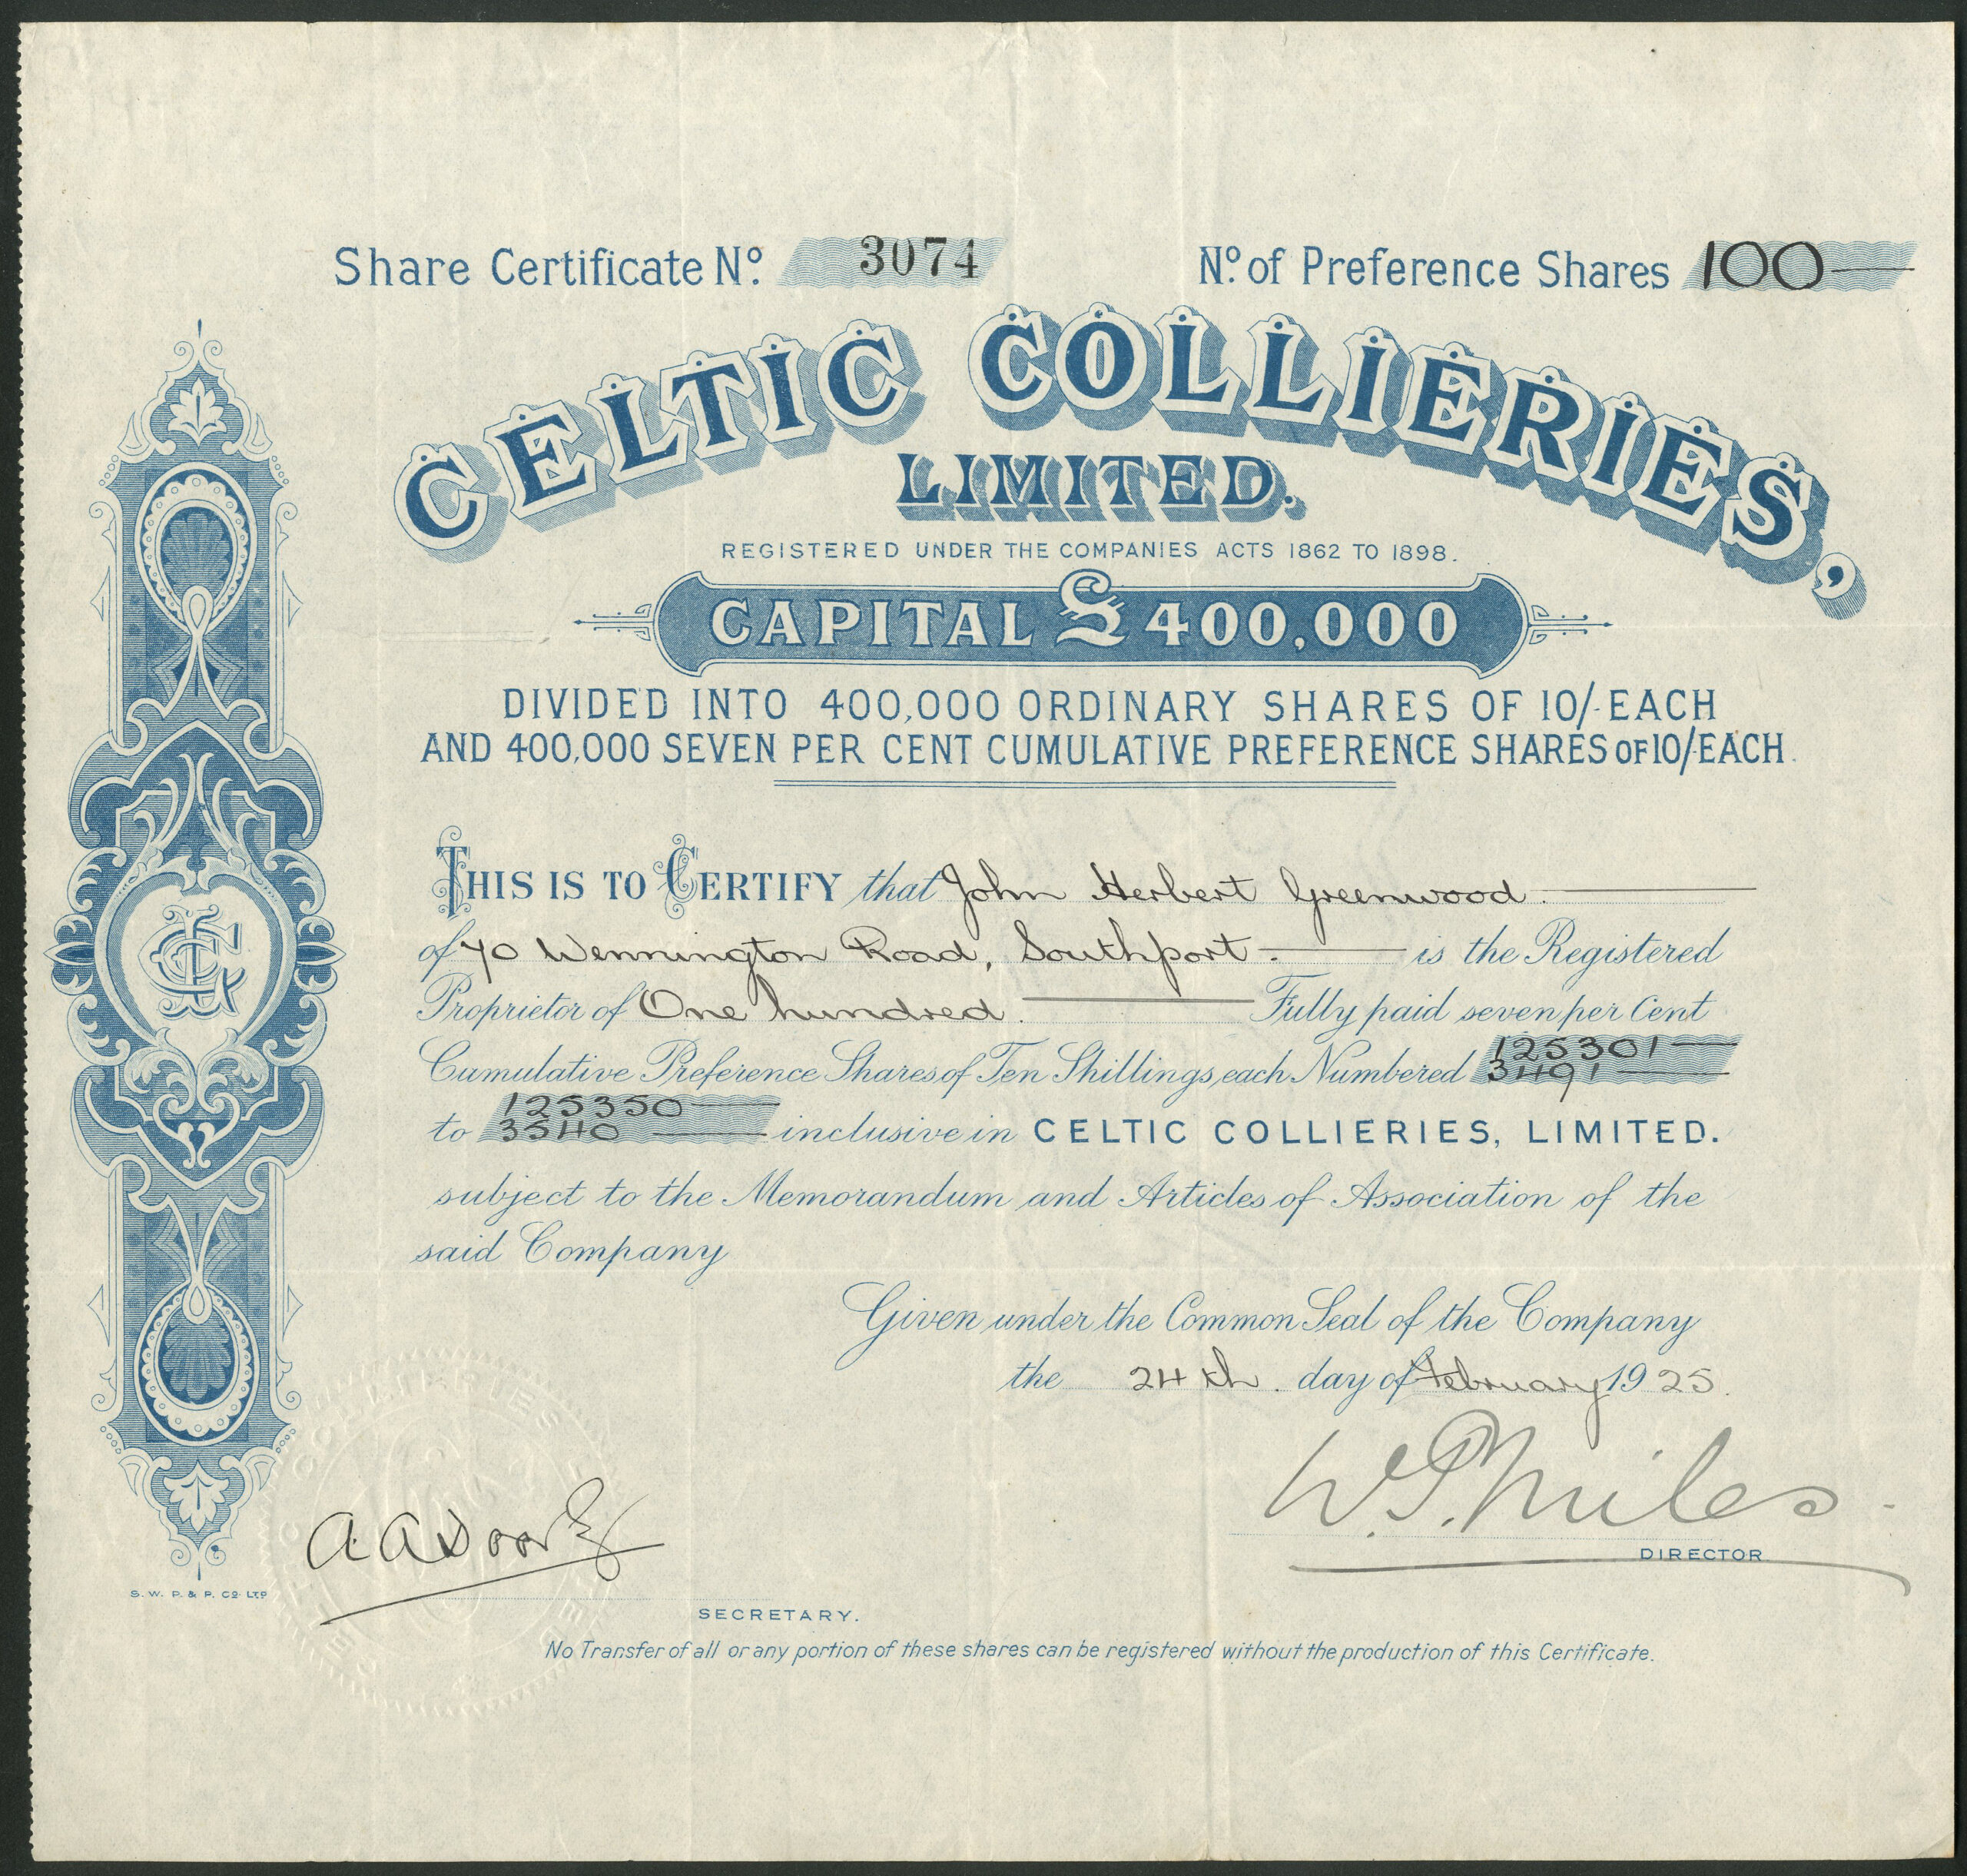 Share Certificate Nº. 3074 Nº. of Preference Shares 100
CELTIC COLLIERIES,
LIMITED.
REGISTERED UNDER THE COMPANIES ACTS 1862 TO 1898.
CAPITAL £400,000
DIVIDED INTO 400,000 ORDINARY SHARES OF 10/- EACH
AND 400,000 SEVEN PER CENT CUMULATIVE PREFERENCE SHARES OF 10/- EACH.
THIS IS TO CERTIFY that John Herbert Greenwood.
of 70 Wennington Road, Southport. is the Registered
Proprietor of One hundred. Fully paid seven per Cent
125301
Cumulative Preference Shares of Ten Shillings, each Numbered 3491
125350
to 3540 inclusive in CELTIC COLLIERIES, LIMITED.
subject to the Memorandum and Articles of Association of the
said Company
Given under the Common Seal of the Company
the 24th. day of February 1925.
Miles
DIRECTOR
S. W. P. & P. Cº. LTD
SECRETARY.
No Transfer of all or any portion of these shares can be registered without the production of this Certificate.